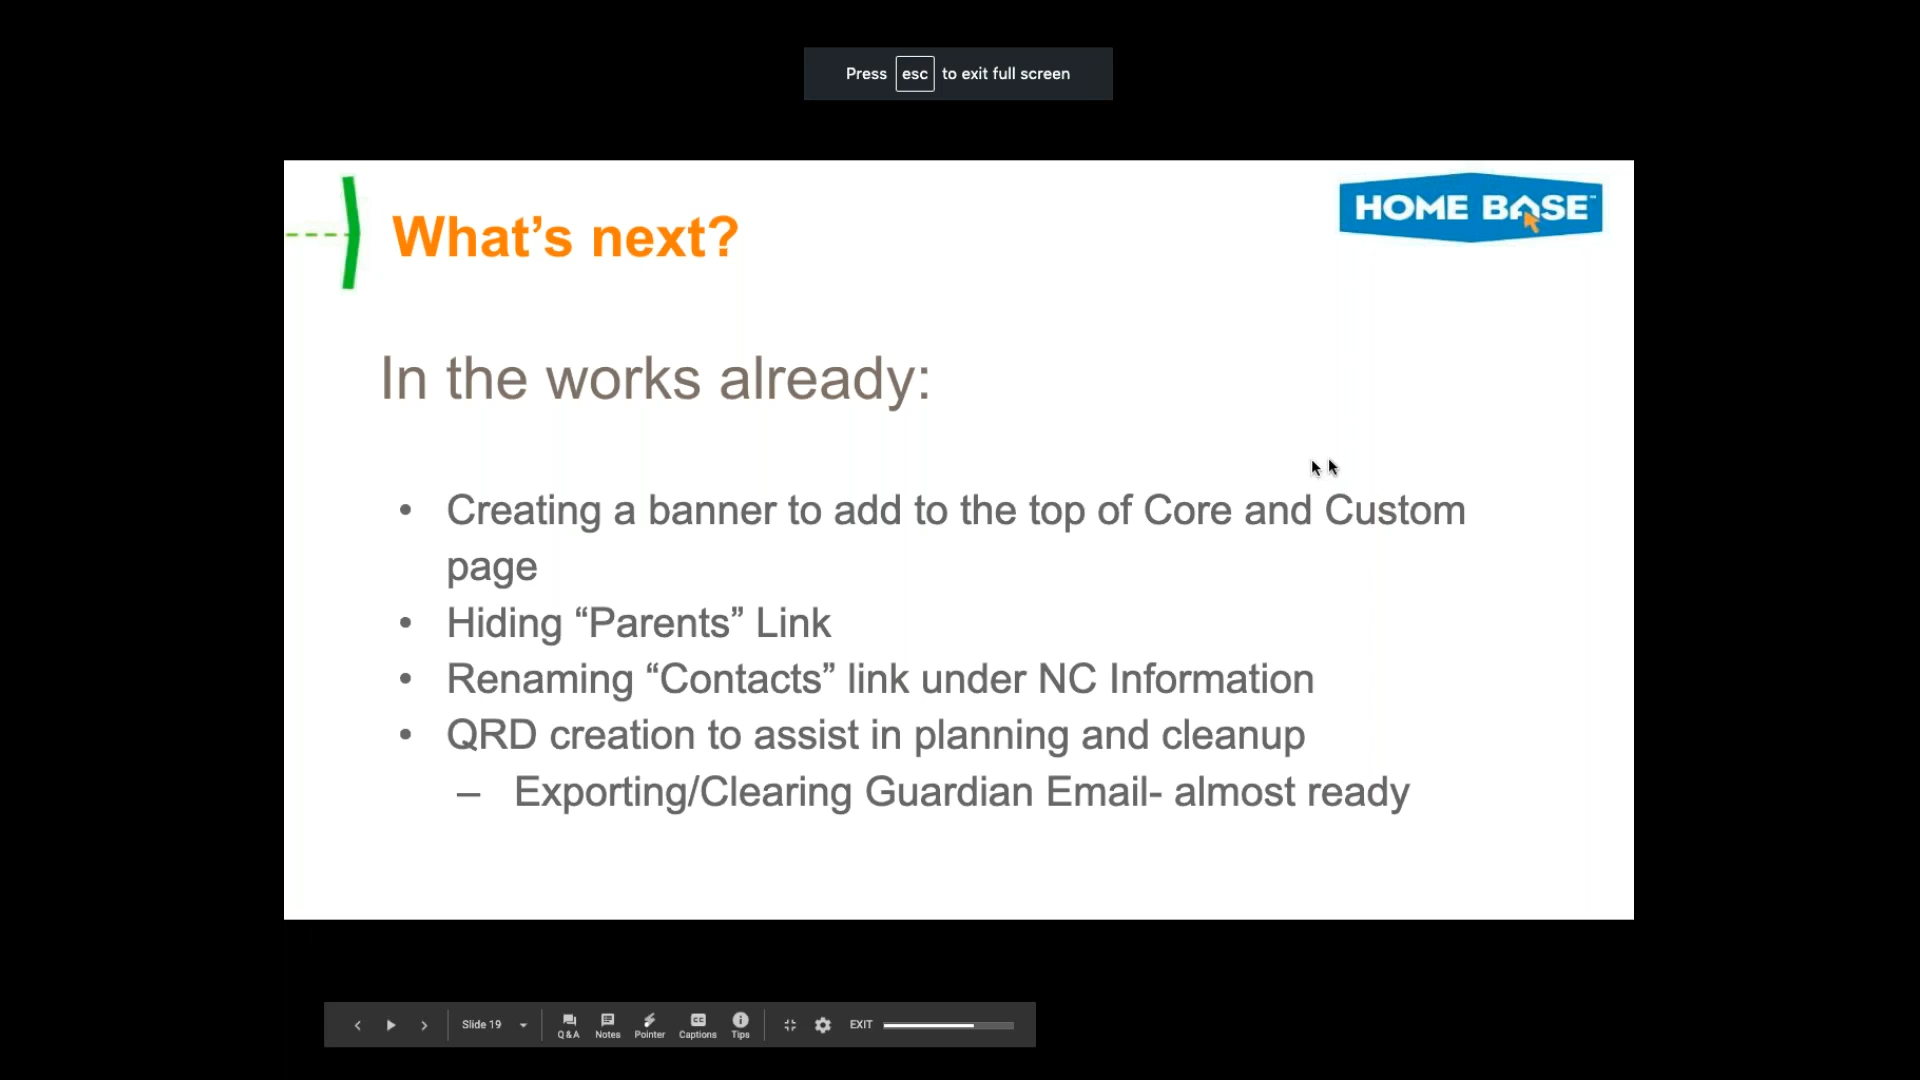 Press esc to exit full screen
HOME BASE™
What’s next?
In the works already:
• Creating a banner to add to the top of Core and Custom
page
• Hiding “Parents” Link
• Renaming “Contacts” link under NC Information
• QRD creation to assist in planning and cleanup
– Exporting/Clearing Guardian Email- almost ready
Slide 19 Q&A Notes Pointer CC Captions Tips EXIT